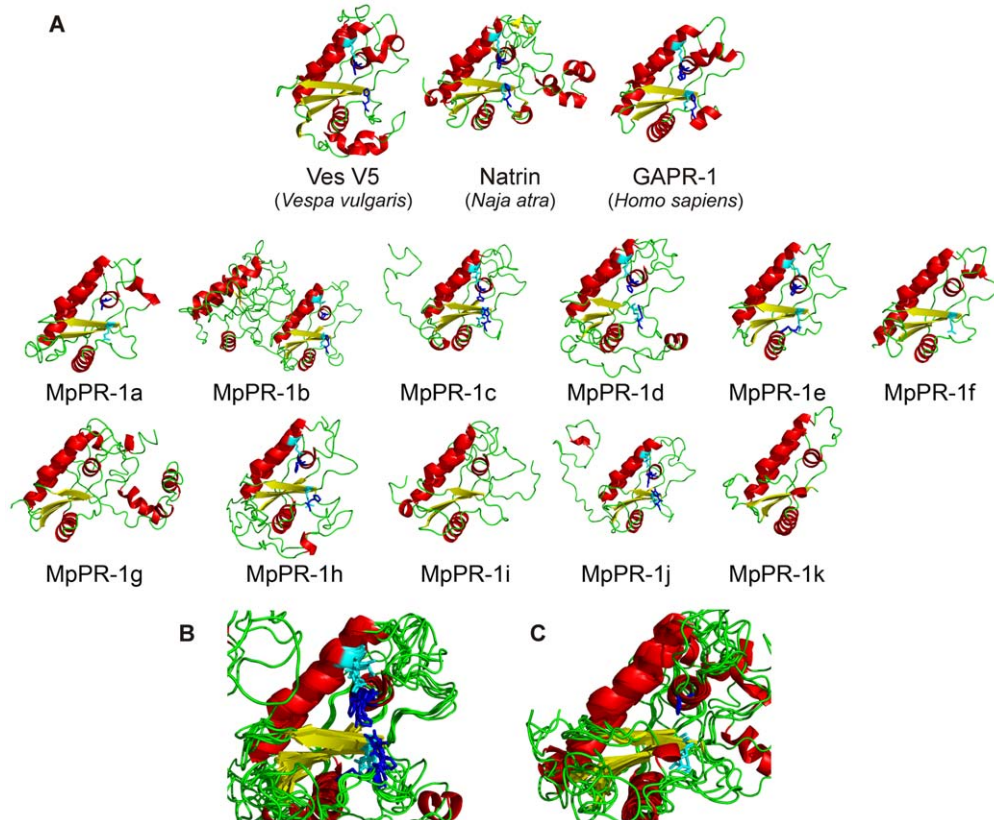 A
Ves V5 Natrin GAPR-1
(Vespa vulgaris) (Naja atra) (Homo sapiens)
MpPR-1a MpPR-1b MpPR-1c MpPR-1d MpPR-1e MpPR-1f
MpPR-1g MpPR-1h MpPR-1i MpPR-1j MpPR-1k
B C